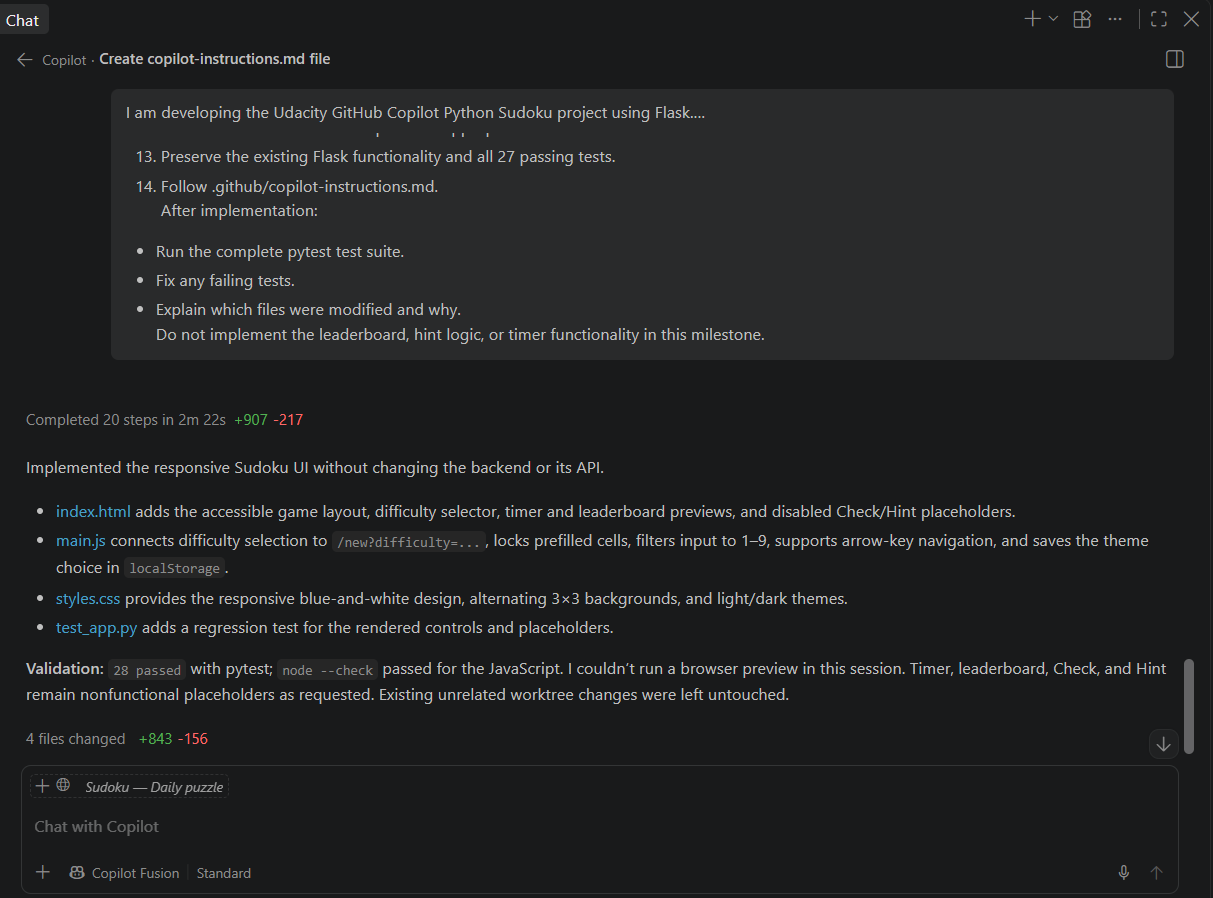 Chat
Copilot · Create copilot-instructions.md file
I am developing the Udacity GitHub Copilot Python Sudoku project using Flask....
13. Preserve the existing Flask functionality and all 27 passing tests.
14. Follow .github/copilot-instructions.md.
After implementation:
• Run the complete pytest test suite.
• Fix any failing tests.
• Explain which files were modified and why.
Do not implement the leaderboard, hint logic, or timer functionality in this milestone.
Completed 20 steps in 2m 22s +907 -217
Implemented the responsive Sudoku UI without changing the backend or its API.
• index.html adds the accessible game layout, difficulty selector, timer and leaderboard previews, and disabled Check/Hint placeholders.
• main.js connects difficulty selection to /new?difficulty=..., locks prefilled cells, filters input to 1–9, supports arrow-key navigation, and saves the theme
choice in localStorage.
• styles.css provides the responsive blue-and-white design, alternating 3×3 backgrounds, and light/dark themes.
• test_app.py adds a regression test for the rendered controls and placeholders.
Validation: 28 passed with pytest; node --check passed for the JavaScript. I couldn’t run a browser preview in this session. Timer, leaderboard, Check, and Hint
remain nonfunctional placeholders as requested. Existing unrelated worktree changes were left untouched.
4 files changed +843 -156
Sudoku — Daily puzzle
Chat with Copilot
Copilot Fusion Standard